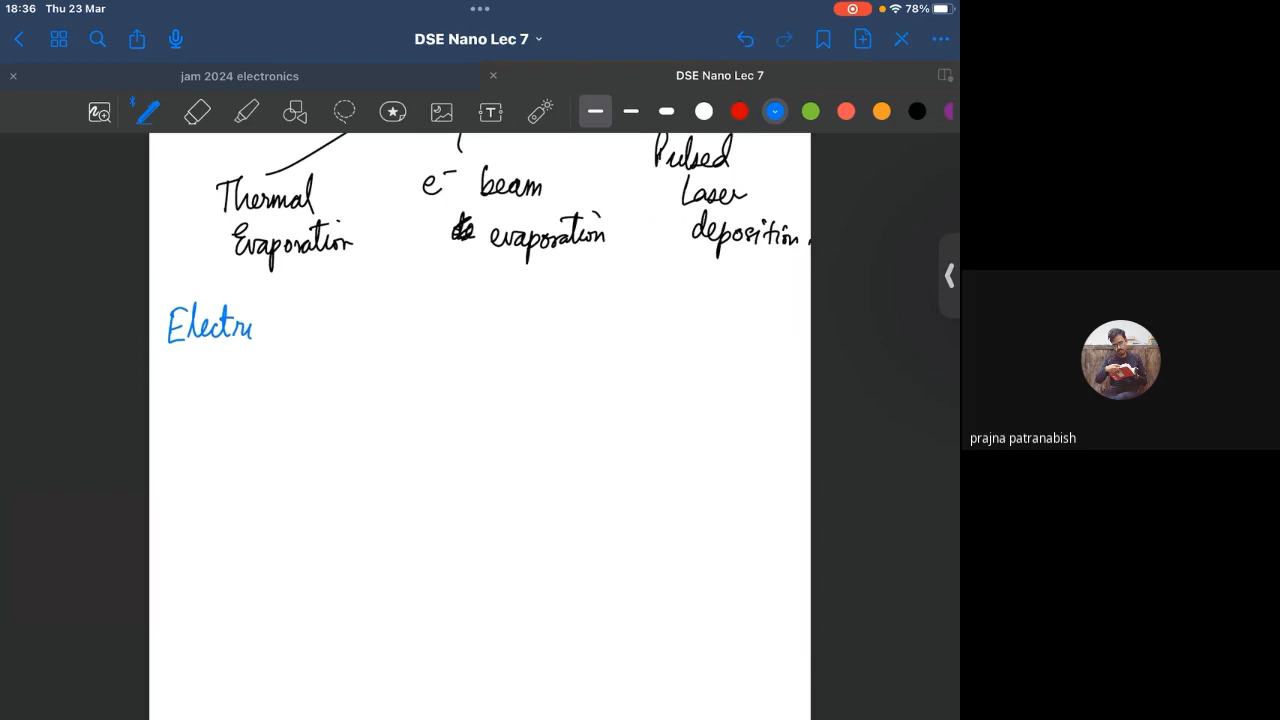 18:36 Thu 23 Mar
78%
DSE Nano Lec 7
jam 2024 electronics
DSE Nano Lec 7
T
Thermal
Evaporation
e⁻ beam
evaporation
Pulsed
Laser
deposition.
Electr
prajna patranabish